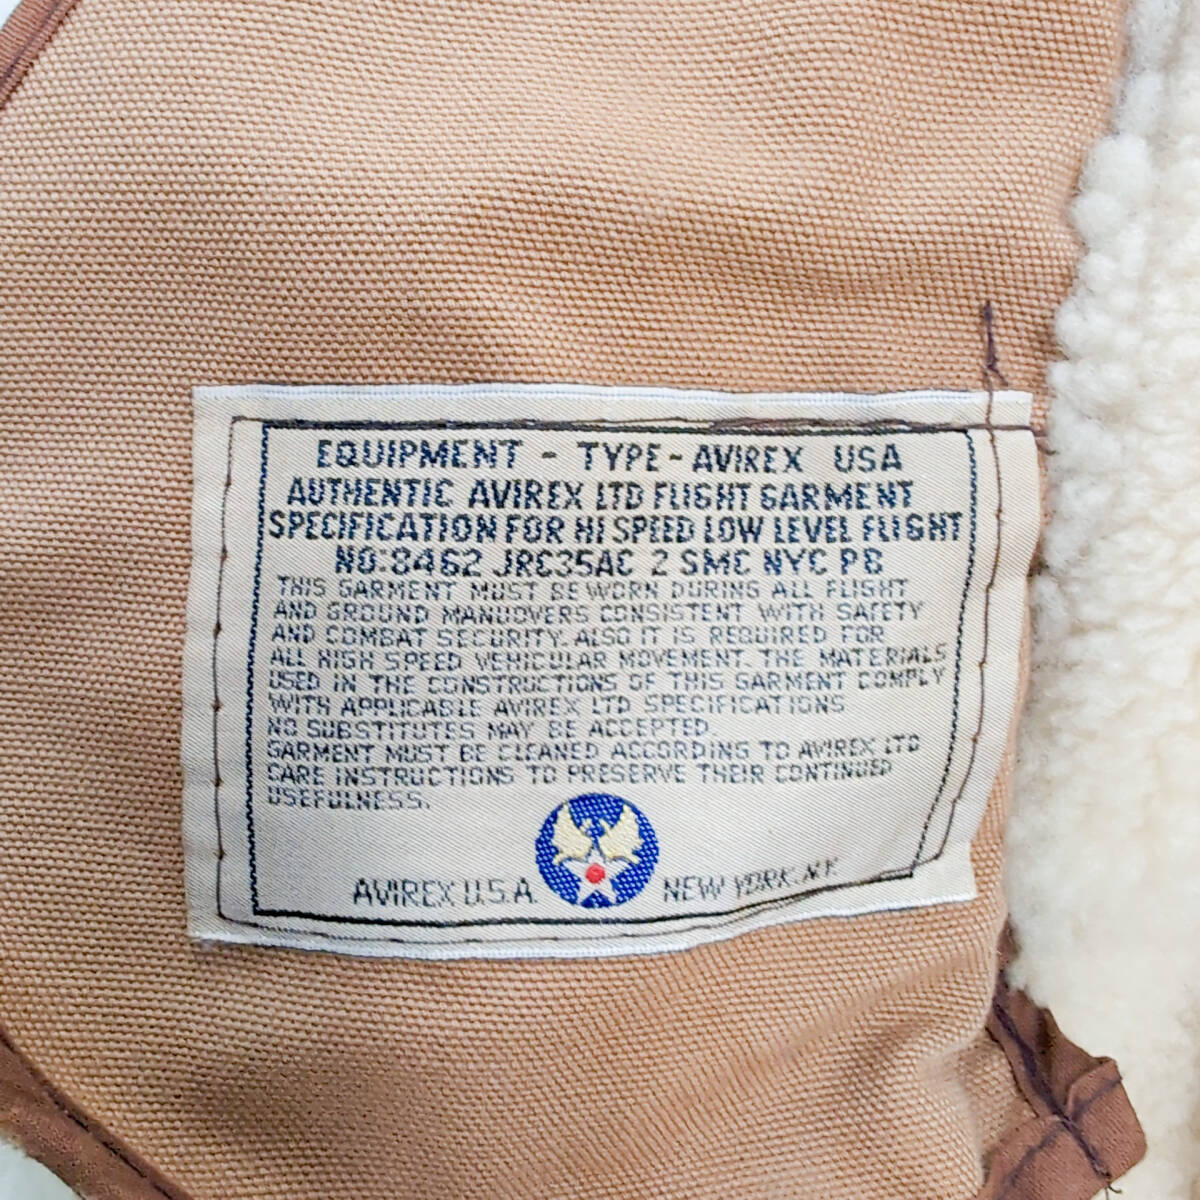 EQUIPMENT - TYPE - AVIREX USA
AUTHENTIC AVIREX LTD FLIGHT GARMENT
SPECIFICATION FOR HI SPEED LOW LEVEL FLIGHT
NO:8462 JRC35AC 2 SMC NYC PB
THIS GARMENT MUST BE WORN DURING ALL FLIGHT
AND GROUND MANUOVERS CONSISTENT WITH SAFETY
AND COMBAT SECURITY. ALSO IT IS REQUIRED FOR
ALL HIGH SPEED VEHICULAR MOVEMENT. THE MATERIALS
USED IN THE CONSTRUCTIONS OF THIS GARMENT COMPLY
WITH APPLICABLE AVIREX LTD SPECIFICATIONS
NO SUBSTITUTES MAY BE ACCEPTED.
GARMENT MUST BE CLEANED ACCORDING TO AVIREX LTD
CARE INSTRUCTIONS TO PRESERVE THEIR CONTINUED
USEFULNESS.
AVIREX U.S.A. NEW YORK. N.Y.